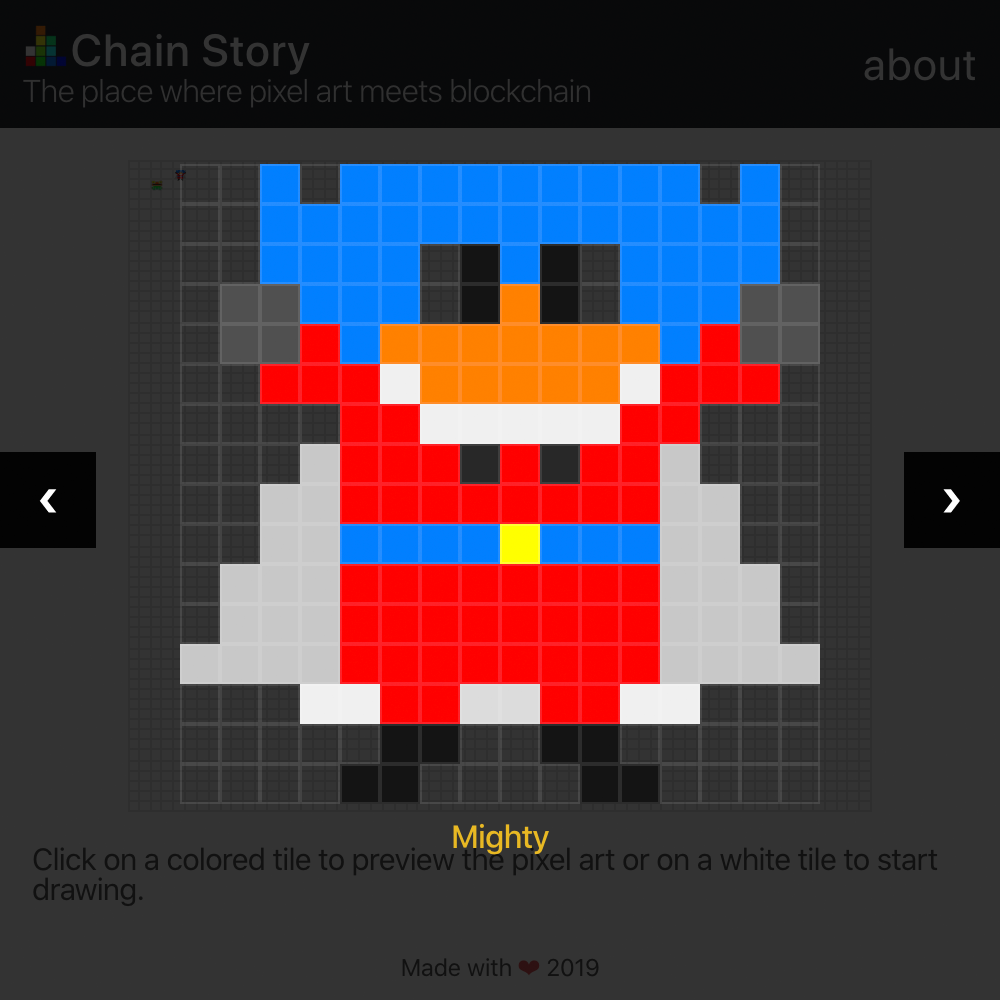 Chain Story
The place where pixel art meets blockchain
about
‹
›
Mighty
Click on a colored tile to preview the pixel art or on a white tile to start
drawing.
Made with ❤ 2019